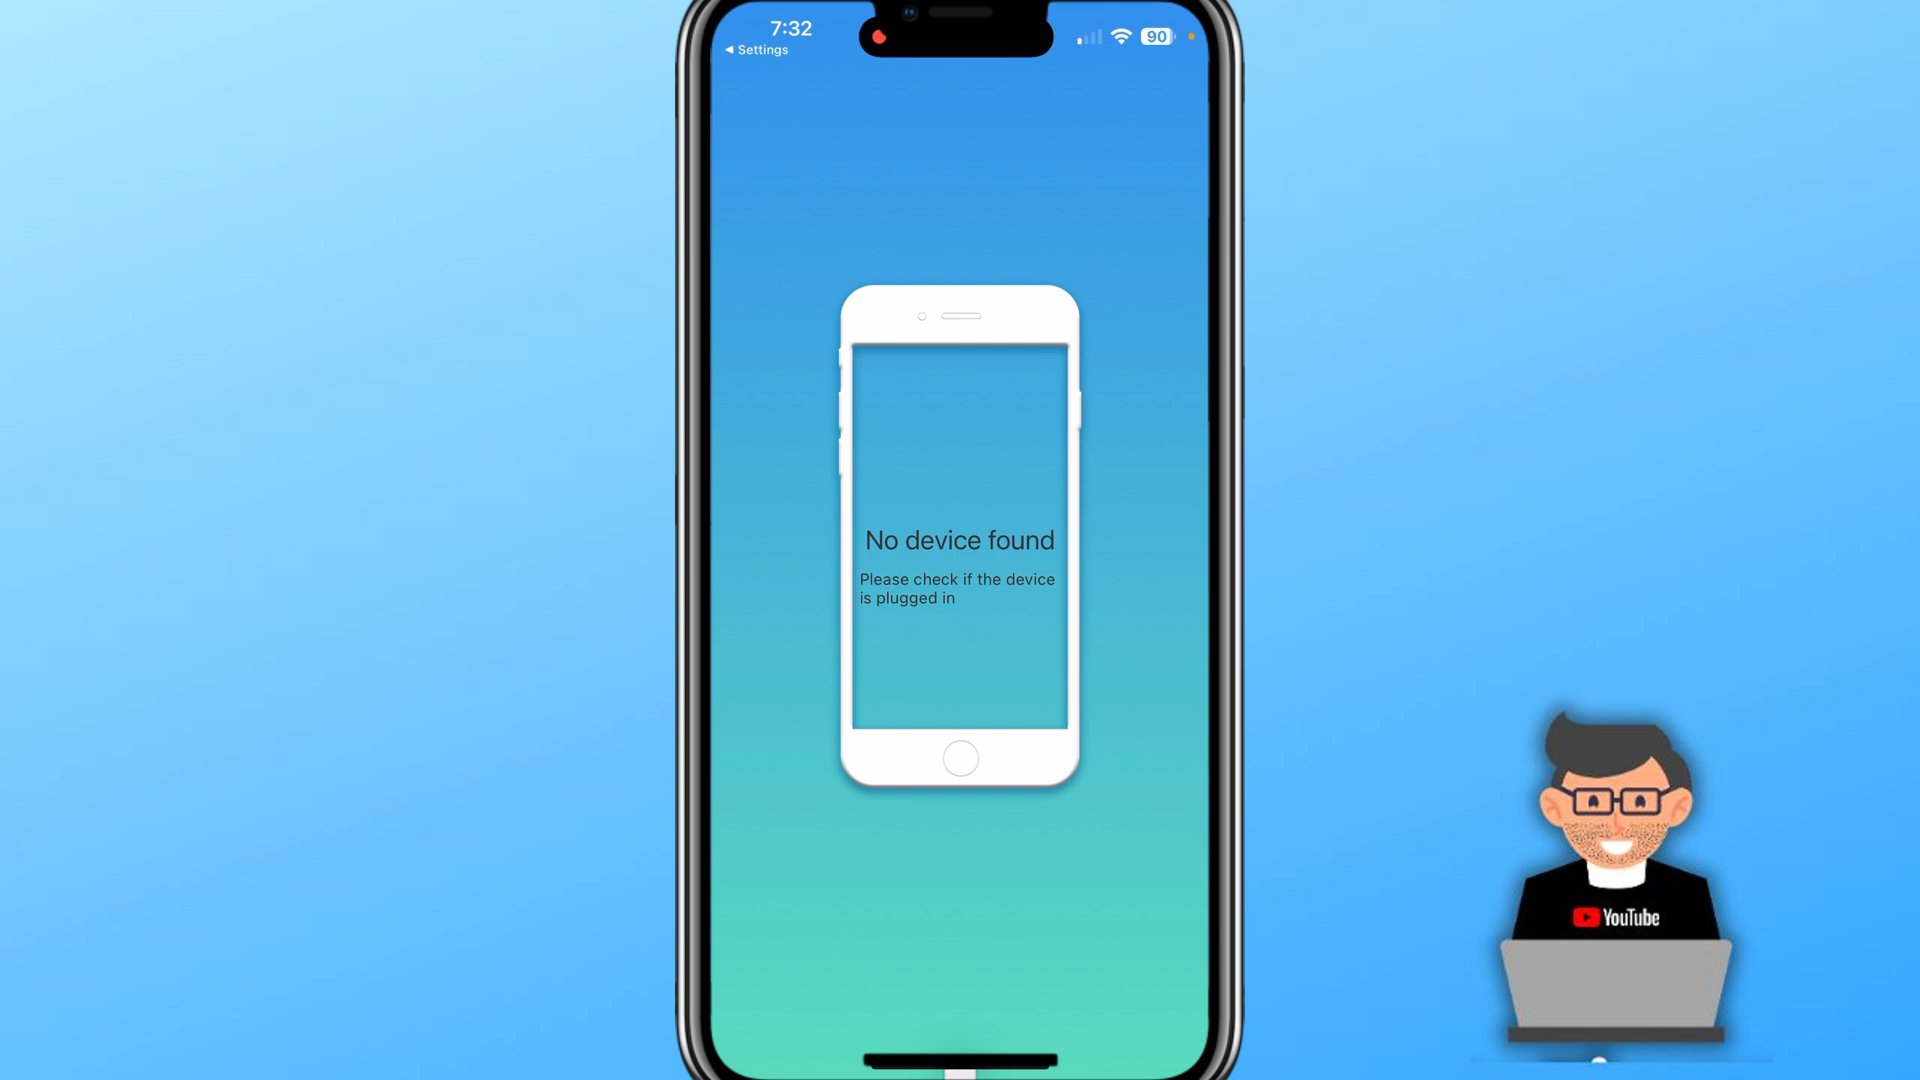 7:32
90
◀ Settings
No device found
Please check if the device
is plugged in
YouTube